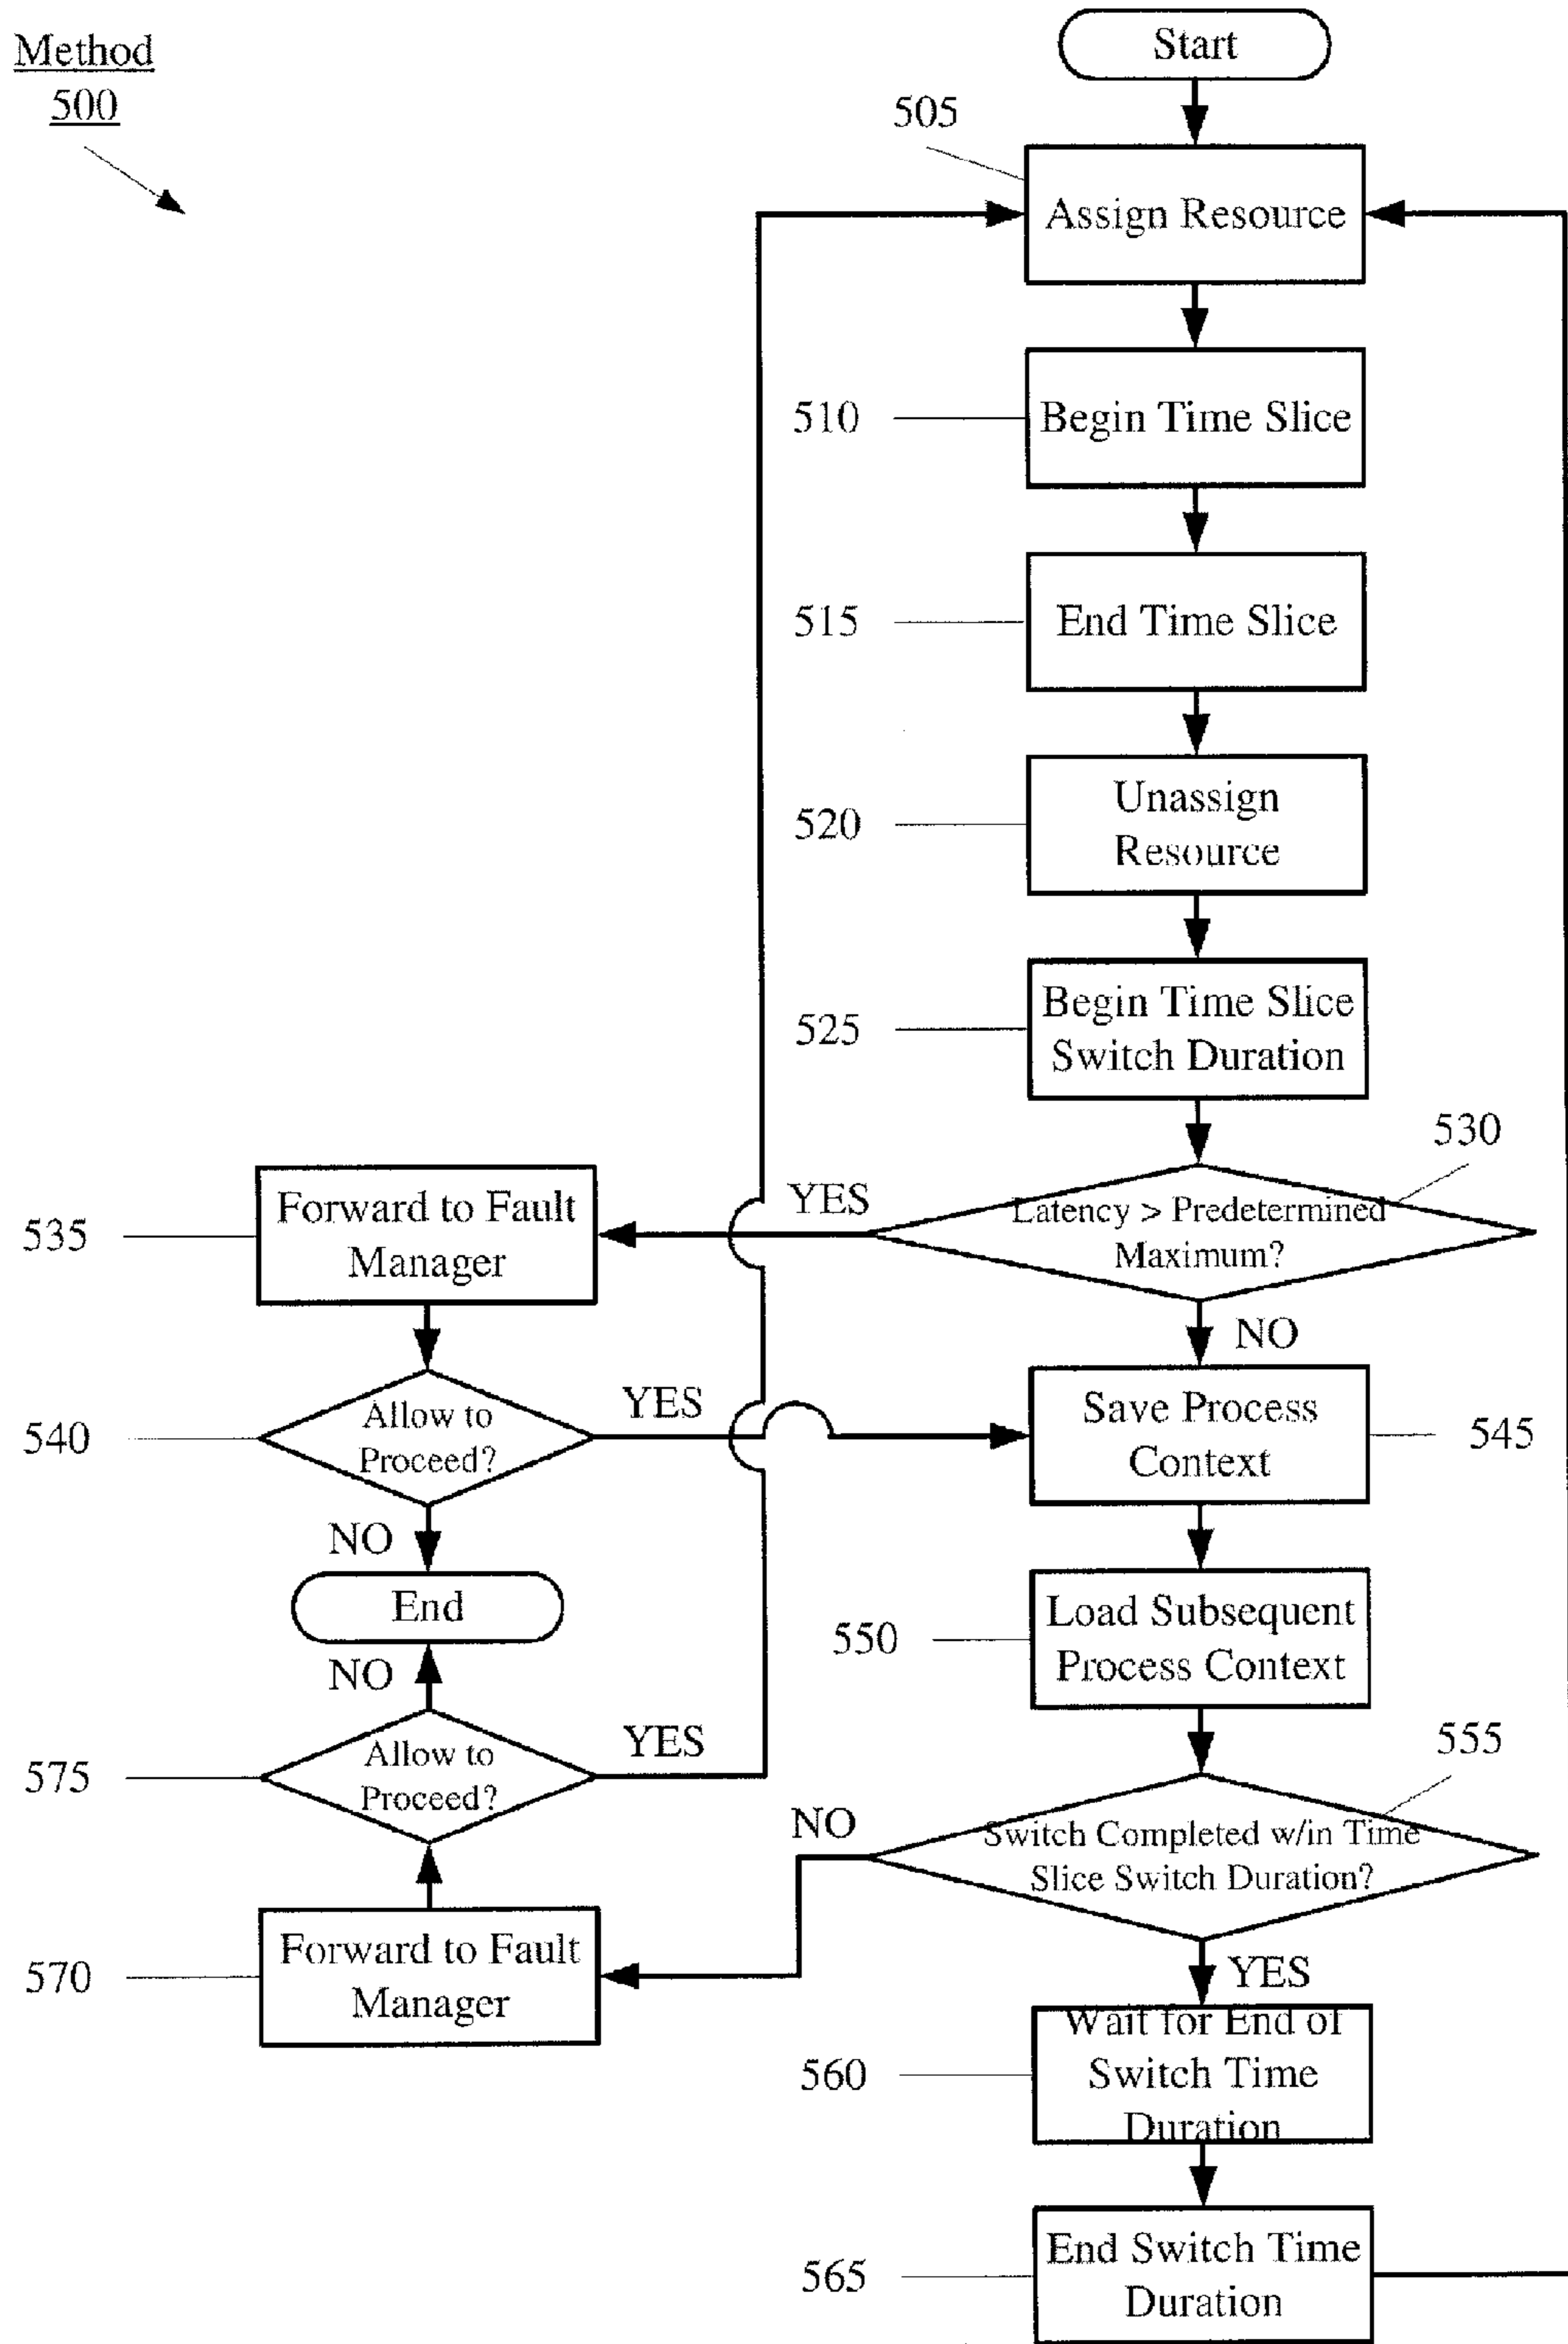 Method
500
Start
505
Assign Resource
510
Begin Time Slice
515
End Time Slice
520
Unassign
Resource
525
Begin Time Slice
Switch Duration
530
Latency > Predetermined
Maximum?
YES
NO
535
Forward to Fault
Manager
540
Allow to
Proceed?
YES
NO
End
545
Save Process
Context
550
Load Subsequent
Process Context
555
Switch Completed w/in Time
Slice Switch Duration?
NO
YES
575
Allow to
Proceed?
NO
YES
570
Forward to Fault
Manager
560
Wait for End of
Switch Time
Duration
565
End Switch Time
Duration